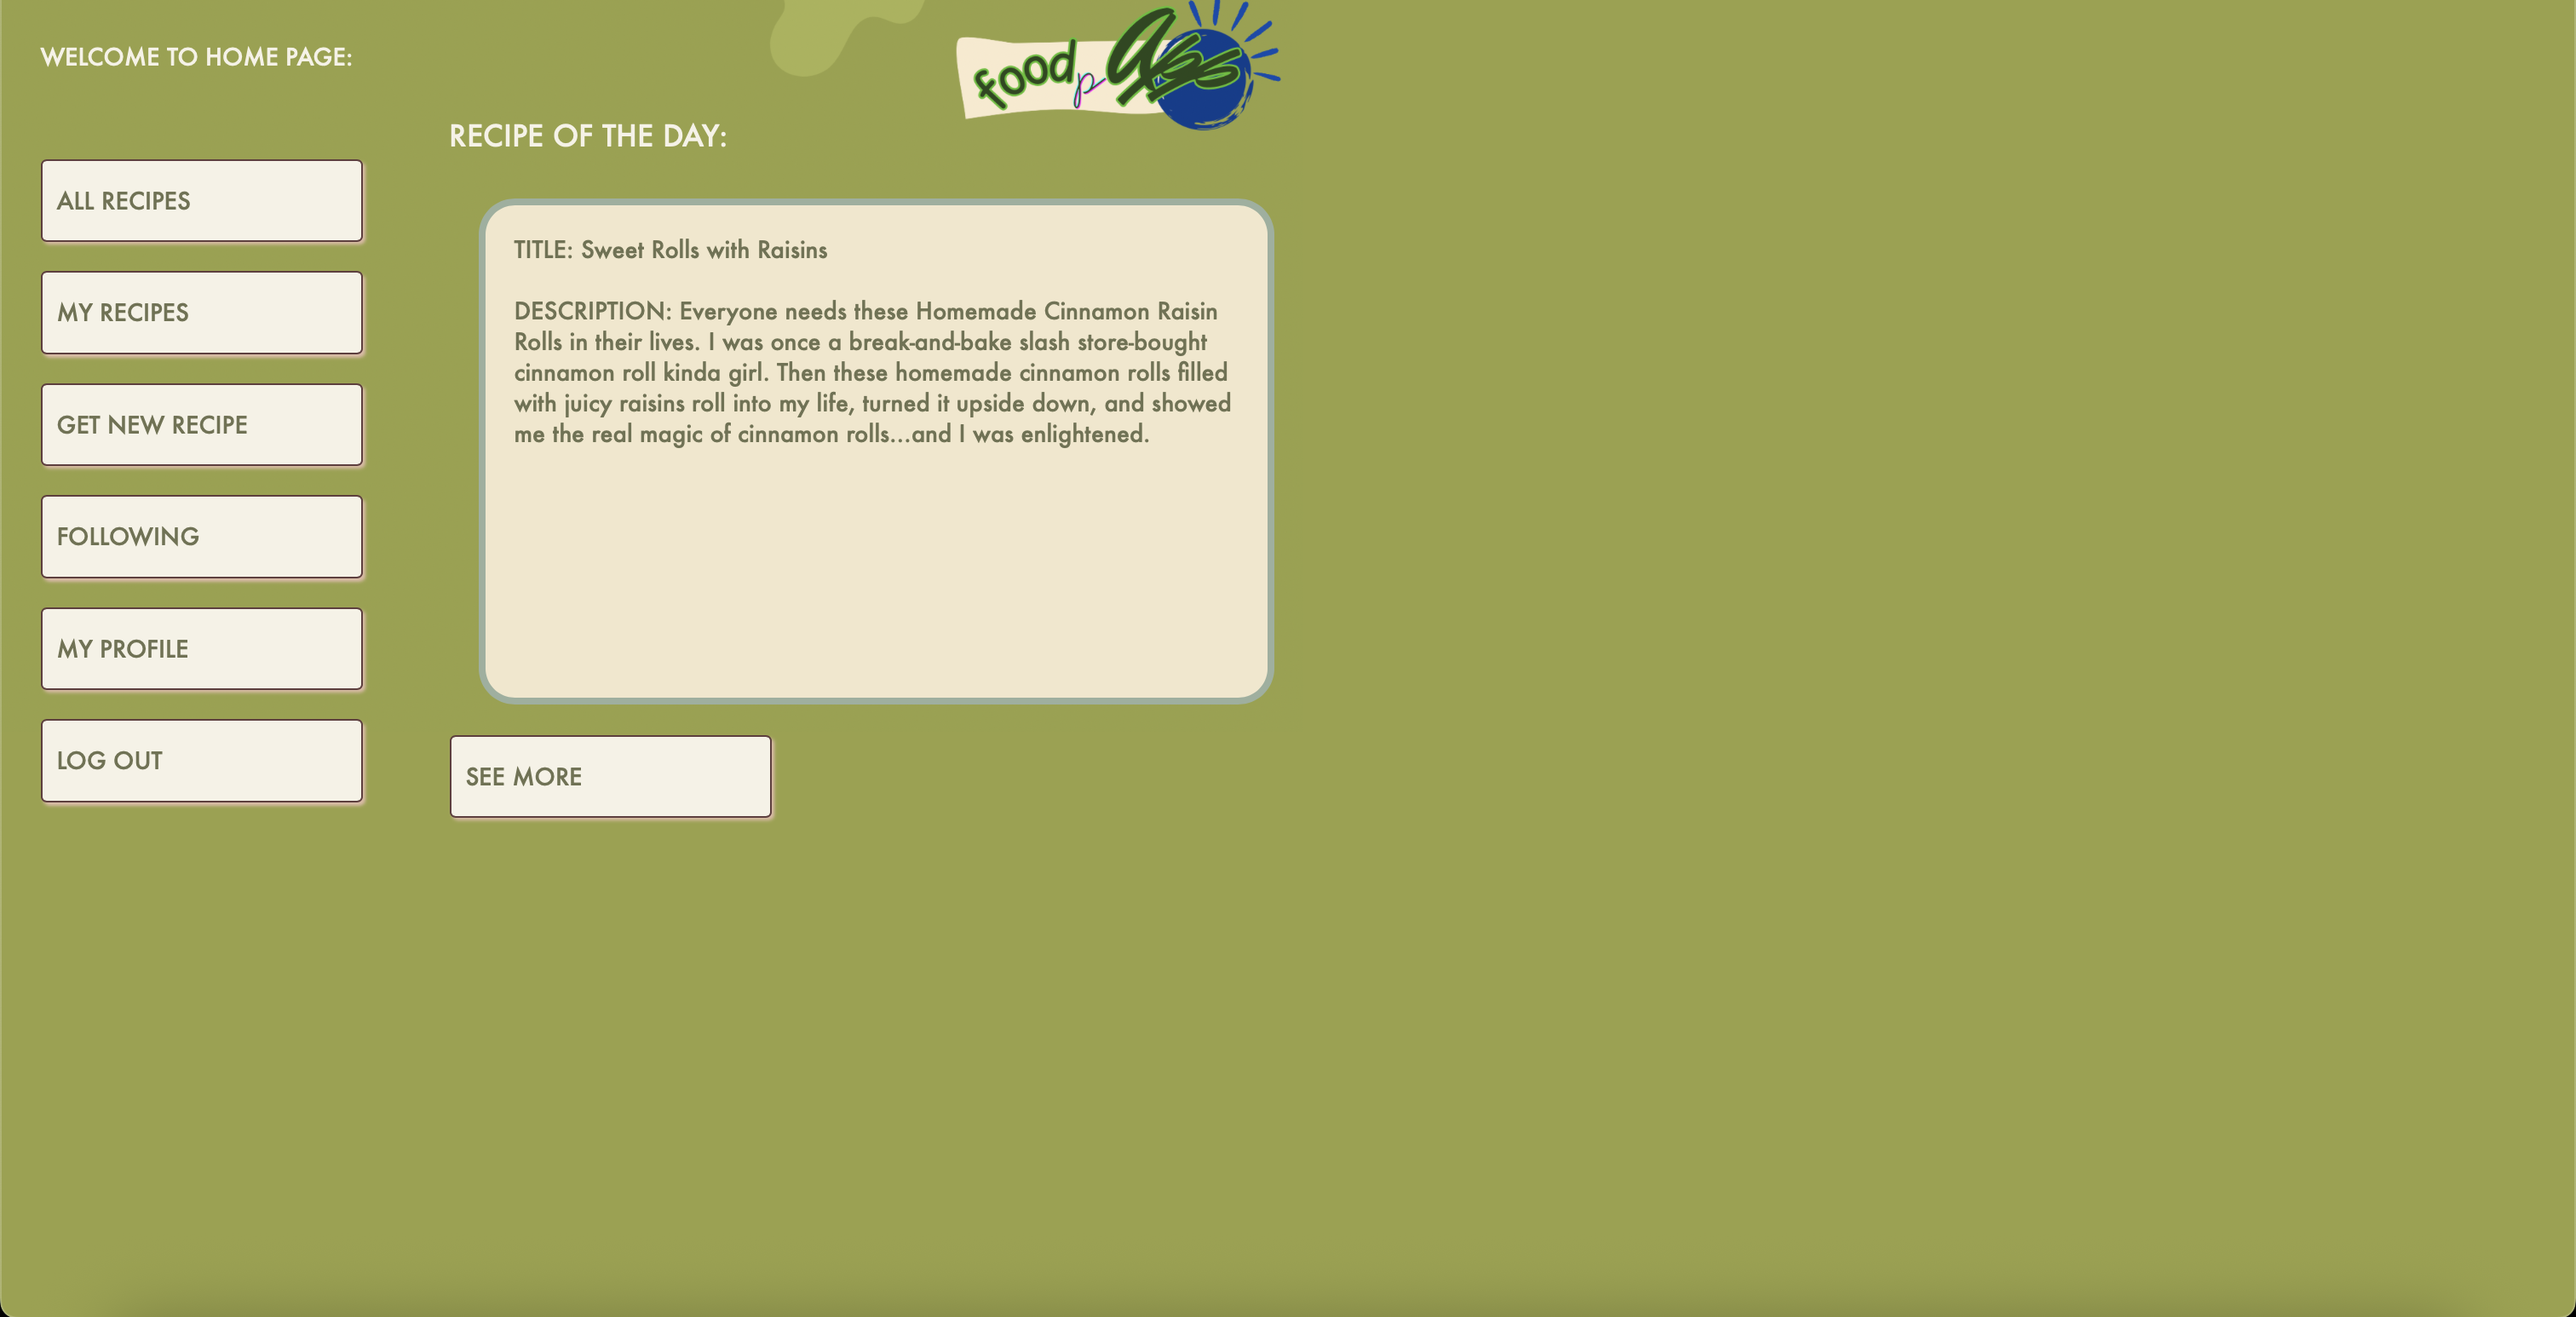 WELCOME TO HOME PAGE:
food
p
RECIPE OF THE DAY:
ALL RECIPES
MY RECIPES
GET NEW RECIPE
FOLLOWING
MY PROFILE
LOG OUT
TITLE: Sweet Rolls with Raisins
DESCRIPTION: Everyone needs these Homemade Cinnamon Raisin
Rolls in their lives. I was once a break-and-bake slash store-bought
cinnamon roll kinda girl. Then these homemade cinnamon rolls filled
with juicy raisins roll into my life, turned it upside down, and showed
me the real magic of cinnamon rolls...and I was enlightened.
SEE MORE